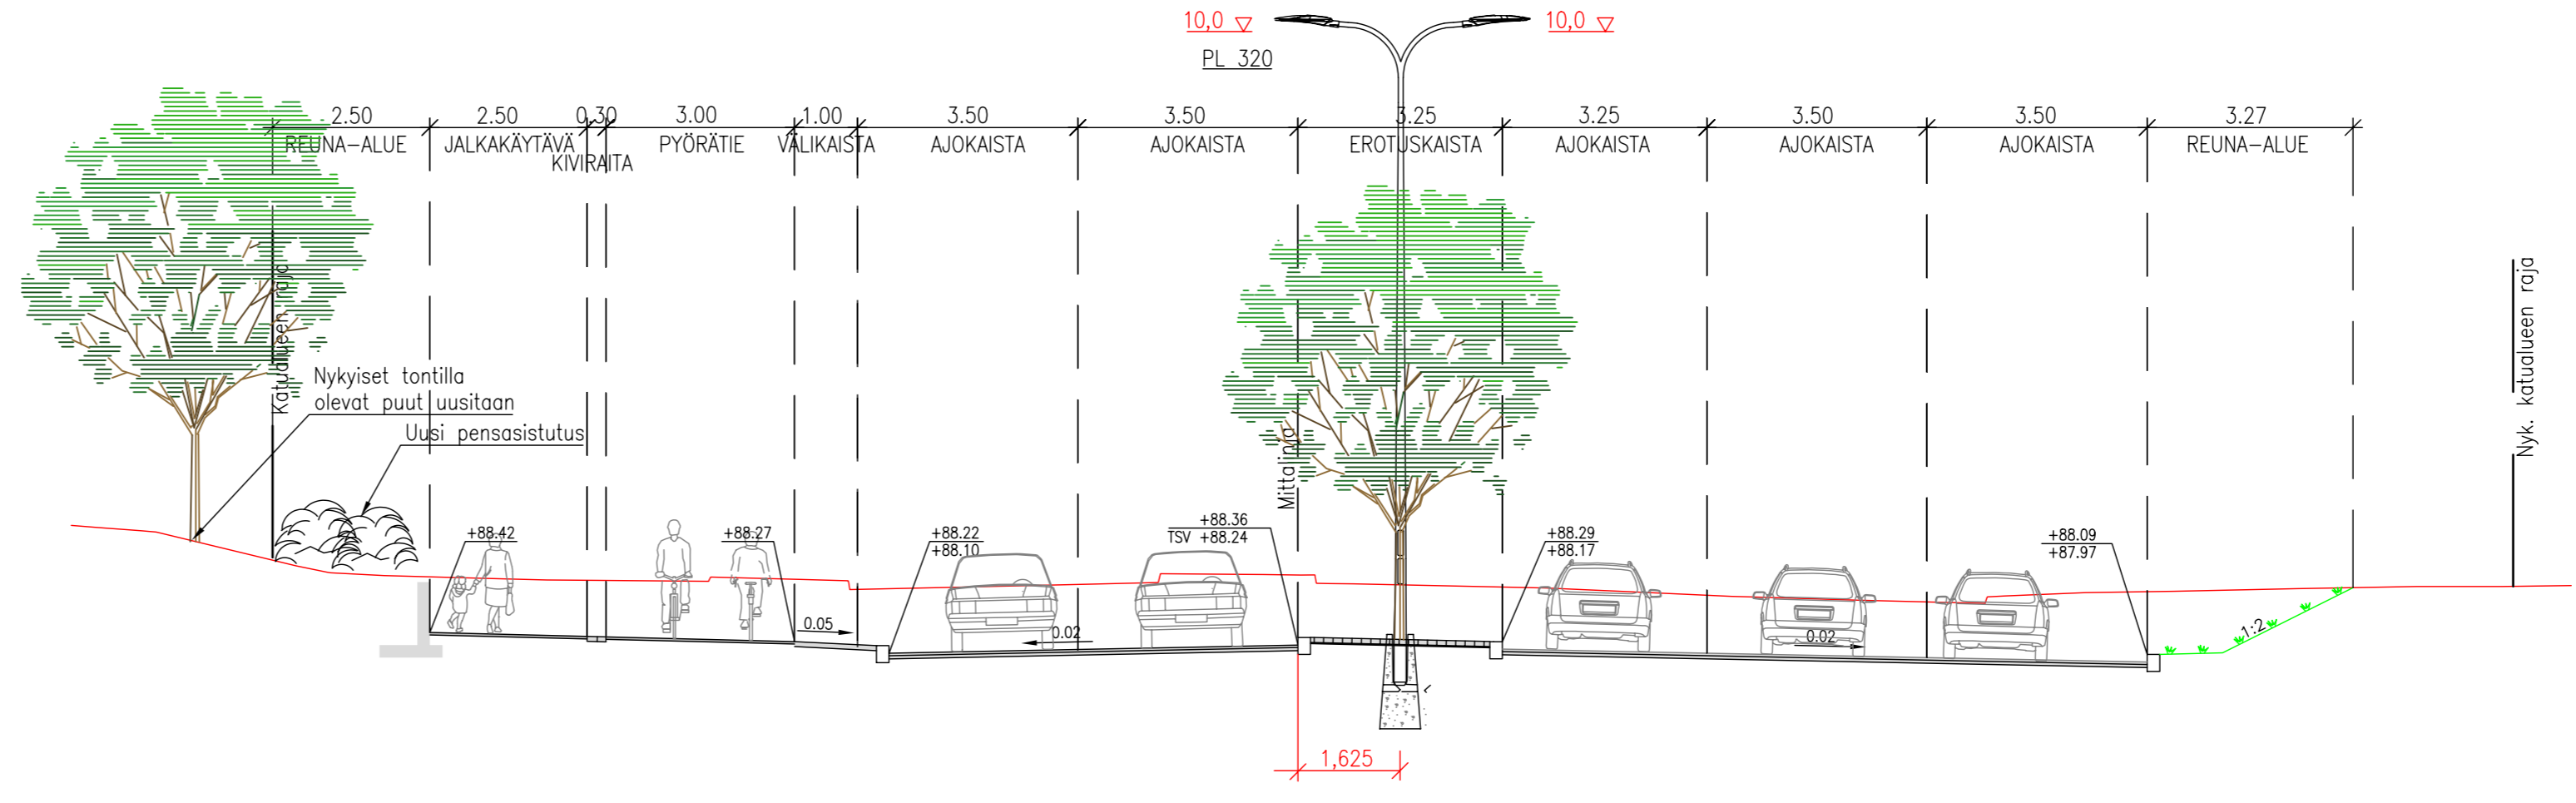 10,0
10,0
PL 320
2.50
2.50
0.30
3.00
1.00
3.50
3.50
3.25
3.25
3.50
3.50
3.27
REUNA-ALUE
JALKAKÄYTÄVÄ
KIVIRAITA
PYÖRÄTIE
VÄLIKAISTA
AJOKAISTA
AJOKAISTA
EROTUSKAISTA
AJOKAISTA
AJOKAISTA
AJOKAISTA
REUNA-ALUE
Katualueen raja
Nykyiset tontilla
olevat puut uusitaan
Uusi pensasistutus
Mittalinja
Nyk. katualueen raja
+88.42
+88.27
+88.22
+88.10
+88.36
TSV +88.24
+88.29
+88.17
+88.09
+87.97
0.05
0.02
0.02
1:2
1,625